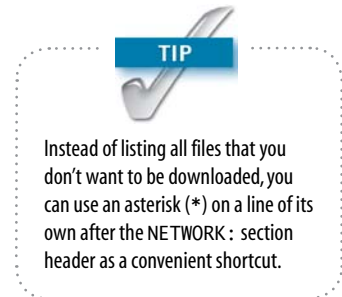 TIP
Instead of listing all files that you
don't want to be downloaded, you
can use an asterisk (*) on a line of its
own after the NETWORK: section
header as a convenient shortcut.